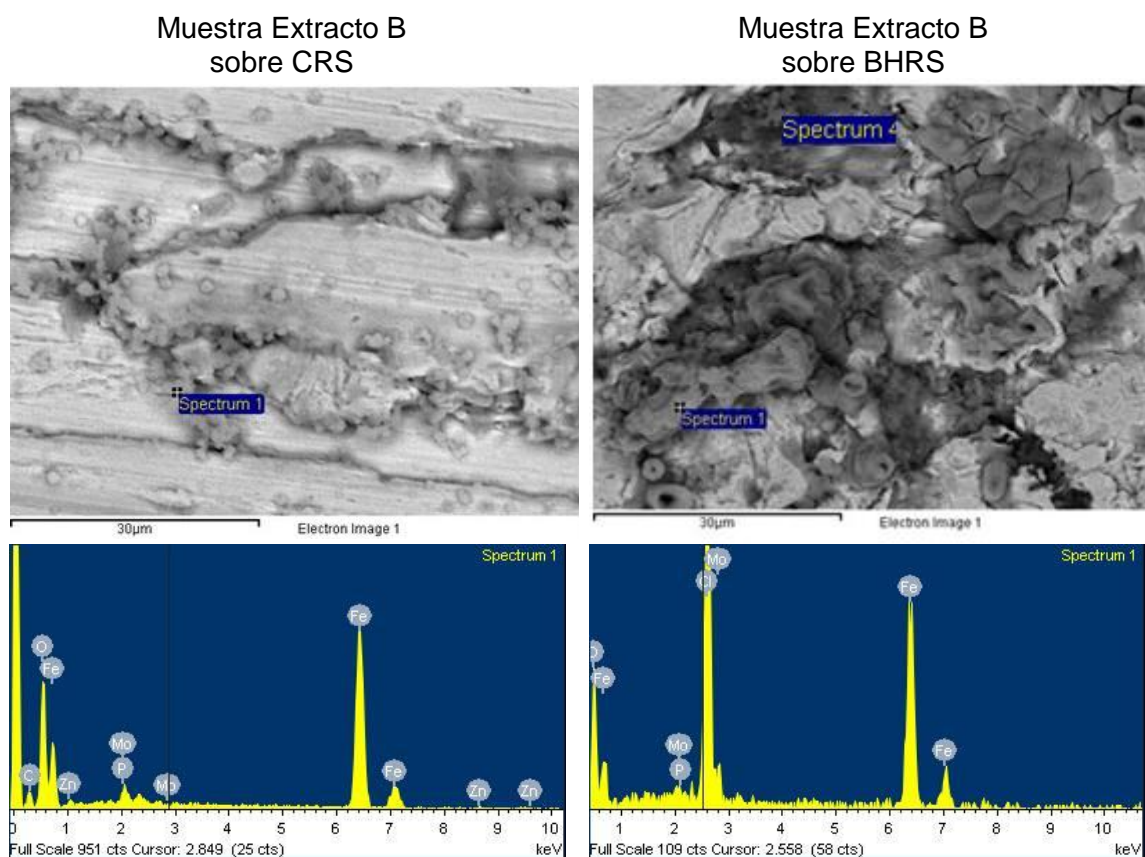 Muestra Extracto B
sobre CRS
Muestra Extracto B
sobre BHRS
Spectrum 1
30µm
Electron Image 1
Spectrum 4
Spectrum 1
30µm
Electron Image 1
Spectrum 1
O
Fe
C
Zn
Mo
P
Mo
Fe
Fe
Zn
Zn
0 1 2 3 4 5 6 7 8 9 10
Full Scale 951 cts Cursor: 2.849 (25 cts) keV
Spectrum 1
O
Fe
Mo
P
Cl
Mo
Fe
Fe
1 2 3 4 5 6 7 8 9 10
Full Scale 109 cts Cursor: 2.558 (58 cts) keV